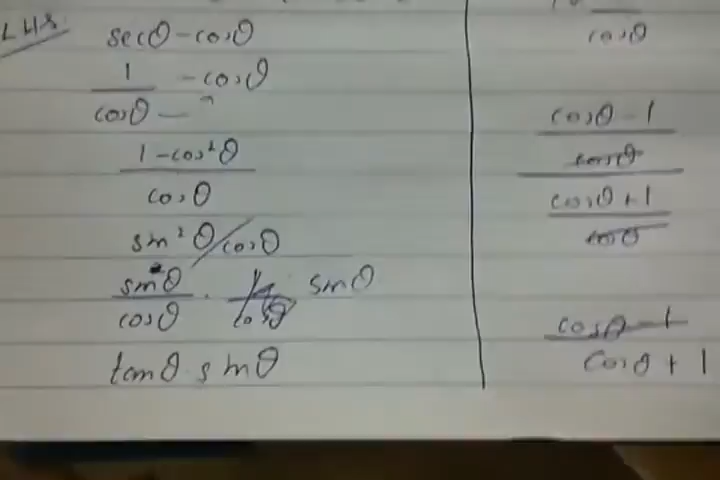 LHS
secθ - cosθ
1/cosθ - cosθ
(1 - cos²θ)/cosθ
sin²θ/cosθ
sinθ/cosθ · sinθ
tanθ sinθ
cosθ
cosθ - 1
cosθ
cosθ + 1
cosθ
cosθ - 1
cosθ + 1